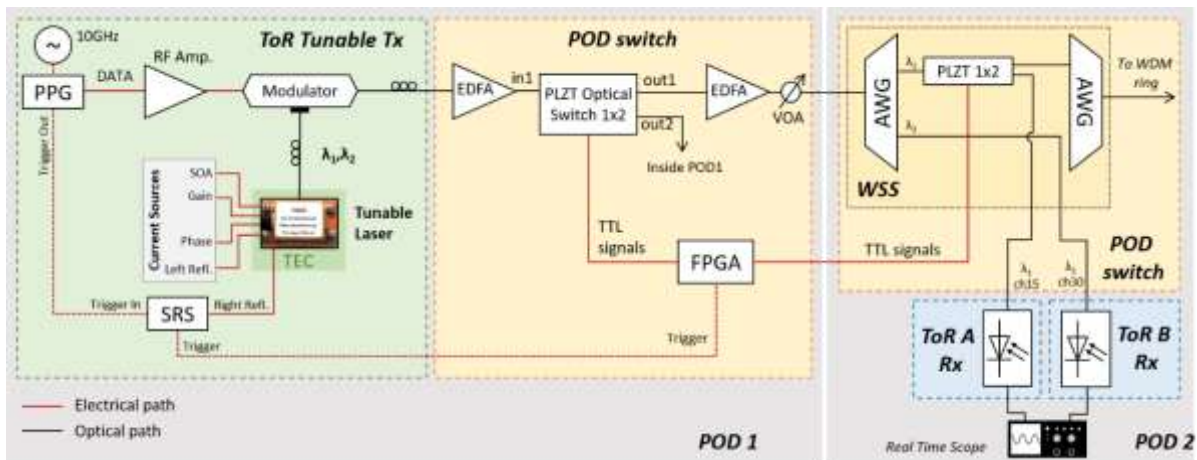 10GHz
ToR Tunable Tx
RF Amp.
DATA
PPG
Modulator
Trigger Out
λ₁,λ₂
SOA
Gain
Phase
Left Refl.
Current Sources
Tunable
Laser
TEC
Trigger In
SRS
Right Refl.
Trigger
POD switch
EDFA
in1
PLZT Optical
Switch 1x2
out1
out2
EDFA
VOA
Inside POD1
TTL
signals
FPGA
Trigger
TTL signals
AWG
λ₁
PLZT 1x2
AWG
To WDM
ring
WSS
POD
switch
λ₁
ch15
ch30
ToR A
Rx
ToR B
Rx
Electrical path
Optical path
POD 1
Real Time Scope
POD 2